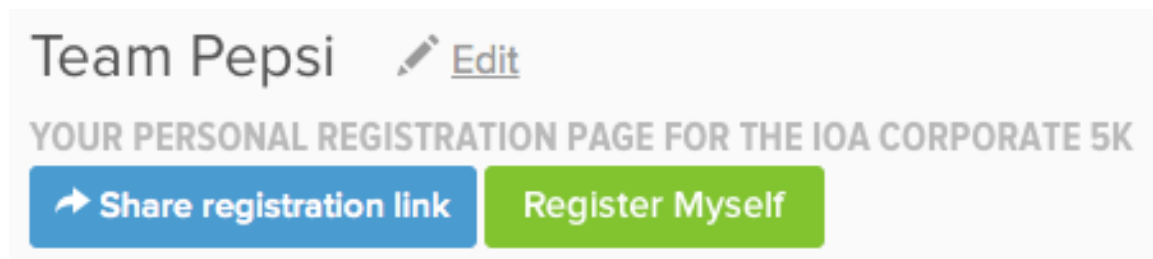 Team Pepsi Edit
YOUR PERSONAL REGISTRATION PAGE FOR THE IOA CORPORATE 5K
Share registration link Register Myself